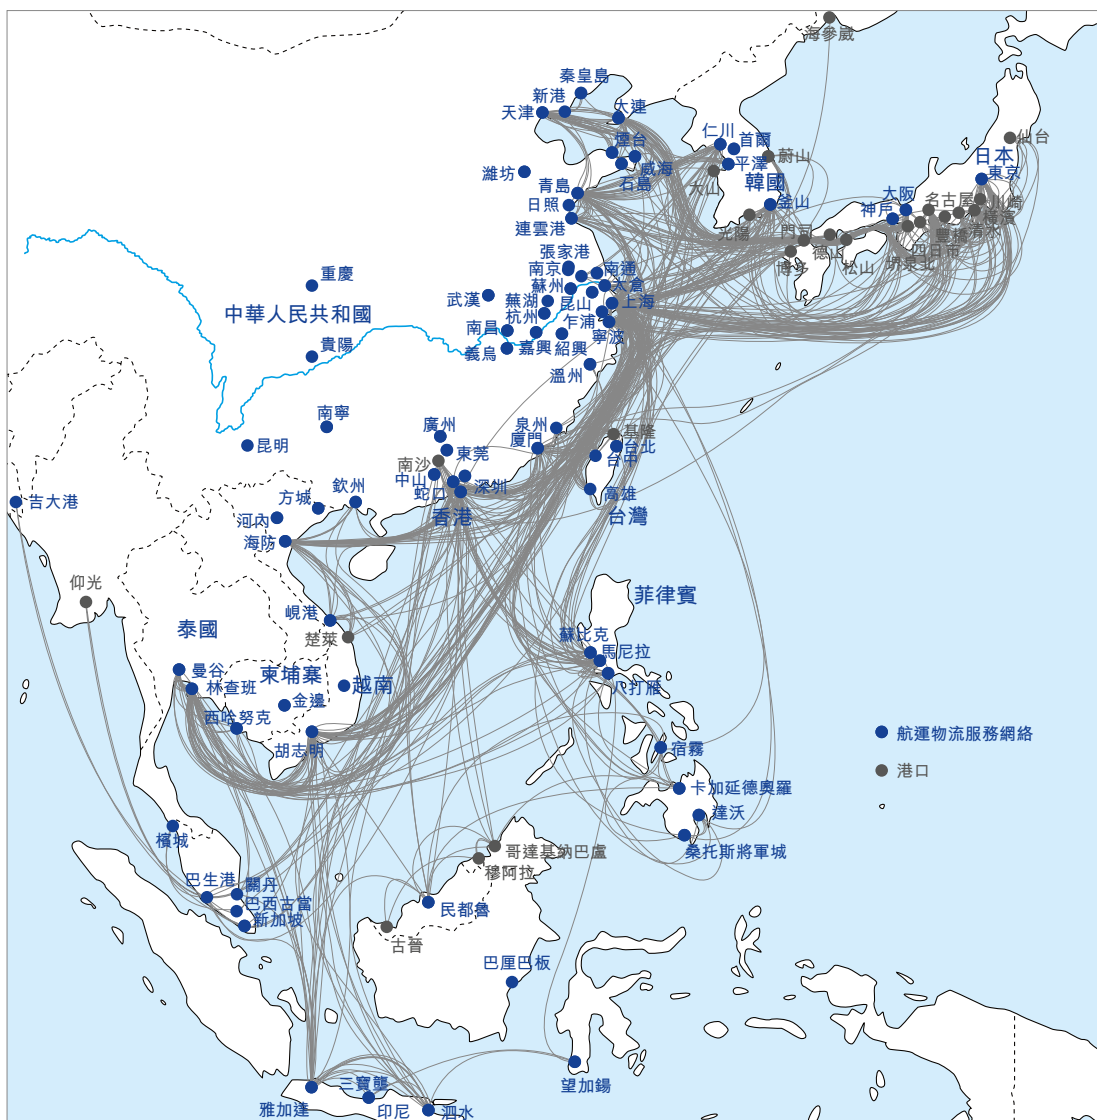 海參威
秦皇島
新港
天津
大連
仁川
首爾
仙台
煙台
蔚山
日本
平澤
威海
濰坊
石島
大山
韓國
東京
青島
大阪
名古屋
川崎
日照
釜山
神戶
橫濱
連雲港
光陽
門司
清水
豐橋
德山
四日市
張家港
博多
松山
堺泉北
南京
南通
重慶
蘇州
太倉
武漢
蕪湖
昆山
上海
中華人民共和國
杭州
乍浦
南昌
寧波
貴陽
義烏
嘉興
紹興
溫州
南寧
廣州
泉州
基隆
昆明
東莞
廈門
台北
南沙
台中
中山
深圳
蛇口
吉大港
方城
欽州
高雄
河內
香港
台灣
海防
仰光
菲律賓
峴港
泰國
楚萊
蘇比克
馬尼拉
曼谷
柬埔寨
林查班
越南
八打雁
金邊
西哈努克
航運物流服務網絡
胡志明
宿霧
港口
卡加延德奧羅
達沃
檳城
哥達基納巴盧
桑托斯將軍城
穆阿拉
巴生港
關丹
巴西古當
民都魯
新加坡
古晉
巴厘巴板
三寶壟
望加錫
雅加達
印尼
泗水